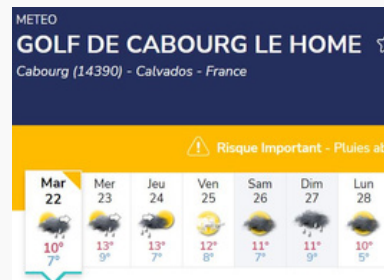 METEO
GOLF DE CABOURG LE HOME
Cabourg (14390) - Calvados - France
Risque Important - Pluies ab
Mar Mer Jeu Ven Sam Dim Lun
22 23 24 25 26 27 28
10° 13° 13° 12° 11° 11° 10°
7° 9° 7° 8° 7° 9° 5°